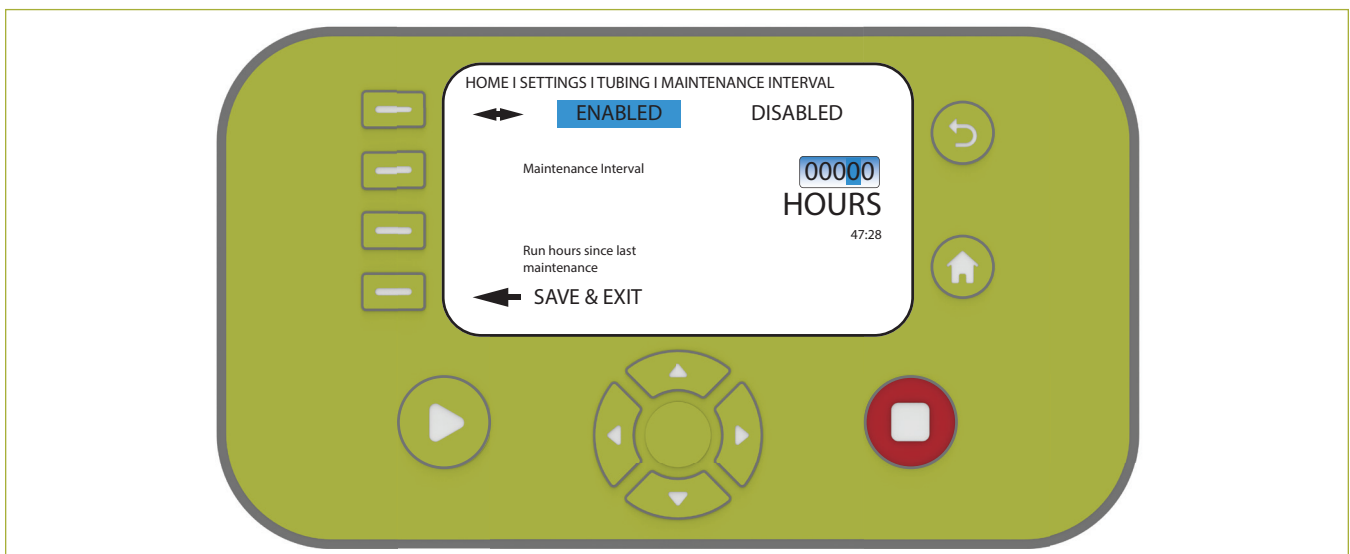 HOME I SETTINGS I TUBING I MAINTENANCE INTERVAL
ENABLED DISABLED
Maintenance Interval 00000
HOURS
47:28
Run hours since last
maintenance
SAVE & EXIT